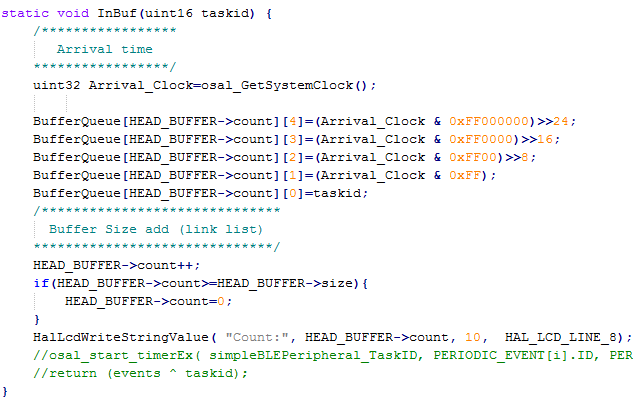 static void InBuf(uint16 taskid) {
/*****************
Arrival time
*****************/
uint32 Arrival_Clock=osal_GetSystemClock();
BufferQueue[HEAD_BUFFER->count][4]=(Arrival_Clock & 0xFF000000)>>24;
BufferQueue[HEAD_BUFFER->count][3]=(Arrival_Clock & 0xFF0000)>>16;
BufferQueue[HEAD_BUFFER->count][2]=(Arrival_Clock & 0xFF00)>>8;
BufferQueue[HEAD_BUFFER->count][1]=(Arrival_Clock & 0xFF);
BufferQueue[HEAD_BUFFER->count][0]=taskid;
/******************************
Buffer Size add (link list)
******************************/
HEAD_BUFFER->count++;
if(HEAD_BUFFER->count>=HEAD_BUFFER->size){
HEAD_BUFFER->count=0;
}
HalLcdWriteStringValue( "Count:", HEAD_BUFFER->count, 10,  HAL_LCD_LINE_8);
//osal_start_timerEx( simpleBLEPeripheral_TaskID, PERIODIC_EVENT[i].ID, PER
//return (events ^ taskid);
}